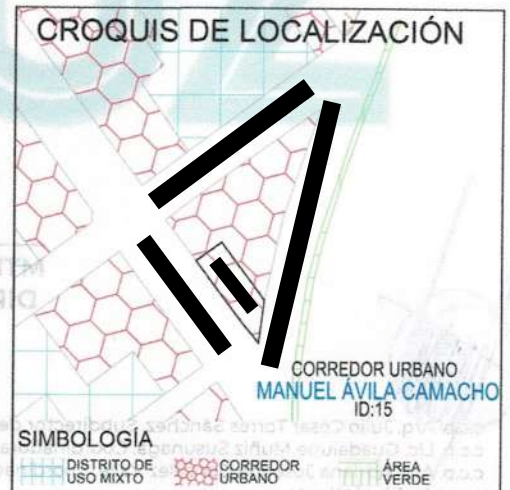 CROQUIS DE LOCALIZACIÓN
CORREDOR URBANO
MANUEL ÁVILA CAMACHO
ID:15
SIMBOLOGÍA
DISTRITO DE
USO MIXTO
CORREDOR
URBANO
ÁREA
VERDE